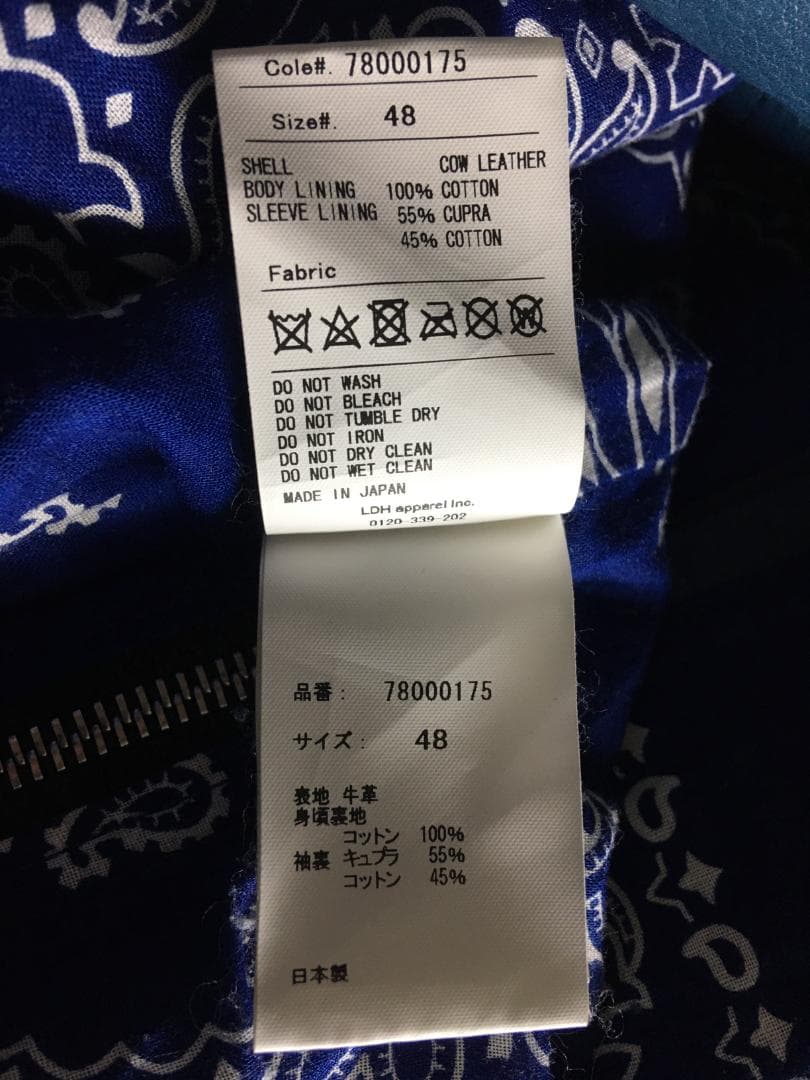 Cole#. 78000175
Size#. 48
SHELL COW LEATHER
BODY LINING 100% COTTON
SLEEVE LINING 55% CUPRA
45% COTTON
Fabric
DO NOT WASH
DO NOT BLEACH
DO NOT TUMBLE DRY
DO NOT IRON
DO NOT DRY CLEAN
DO NOT WET CLEAN
MADE IN JAPAN
LDH apparel Inc.
0120-339-202
品番: 78000175
サイズ: 48
表地 牛革
身頃裏地
コットン 100%
袖裏 キュプラ 55%
コットン 45%
日本製